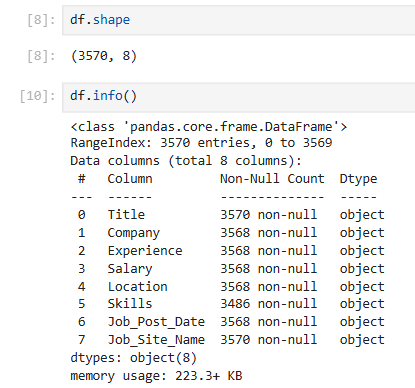 [8]: df.shape
[8]: (3570, 8)
[10]: df.info()
<class 'pandas.core.frame.DataFrame'>
RangeIndex: 3570 entries, 0 to 3569
Data columns (total 8 columns):
 #   Column         Non-Null Count  Dtype
---  ------         --------------  -----
 0   Title          3570 non-null   object
 1   Company        3568 non-null   object
 2   Experience     3568 non-null   object
 3   Salary         3568 non-null   object
 4   Location       3568 non-null   object
 5   Skills         3486 non-null   object
 6   Job_Post_Date  3568 non-null   object
 7   Job_Site_Name  3570 non-null   object
dtypes: object(8)
memory usage: 223.3+ KB